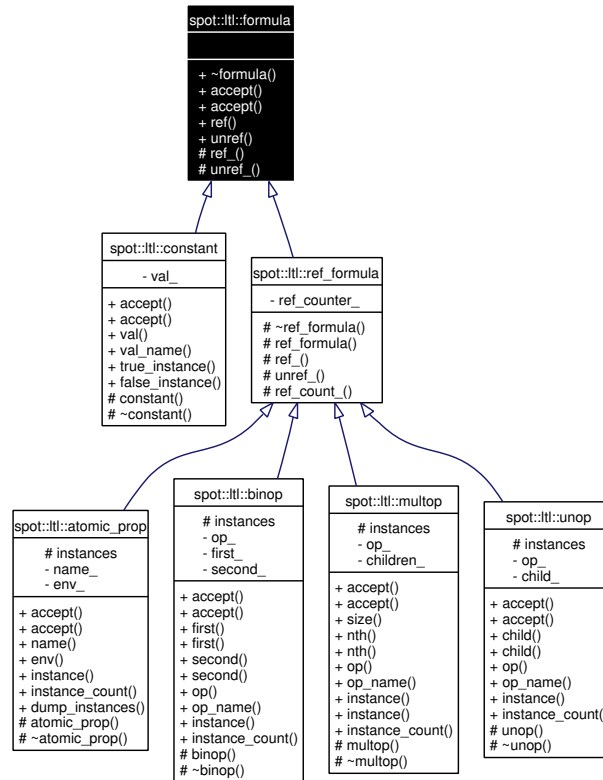 spot::ltl::formula
+ ~formula()
+ accept()
+ accept()
+ ref()
+ unref()
# ref_()
# unref_()
spot::ltl::constant
- val_
+ accept()
+ accept()
+ val()
+ val_name()
+ true_instance()
+ false_instance()
# constant()
# ~constant()
spot::ltl::ref_formula
- ref_counter_
# ~ref_formula()
# ref_formula()
# ref_()
# unref_()
# ref_count_()
spot::ltl::atomic_prop
# instances
- name_
- env_
+ accept()
+ accept()
+ name()
+ env()
+ instance()
+ instance_count()
+ dump_instances()
# atomic_prop()
# ~atomic_prop()
spot::ltl::binop
# instances
- op_
- first_
- second_
+ accept()
+ accept()
+ first()
+ first()
+ second()
+ second()
+ op()
+ op_name()
+ instance()
+ instance_count()
# binop()
# ~binop()
spot::ltl::multop
# instances
- op_
- children_
+ accept()
+ accept()
+ size()
+ nth()
+ nth()
+ op()
+ op_name()
+ instance()
+ instance()
+ instance_count()
# multop()
# ~multop()
spot::ltl::unop
# instances
- op_
- child_
+ accept()
+ accept()
+ child()
+ child()
+ op()
+ op_name()
+ instance()
+ instance_count()
# unop()
# ~unop()